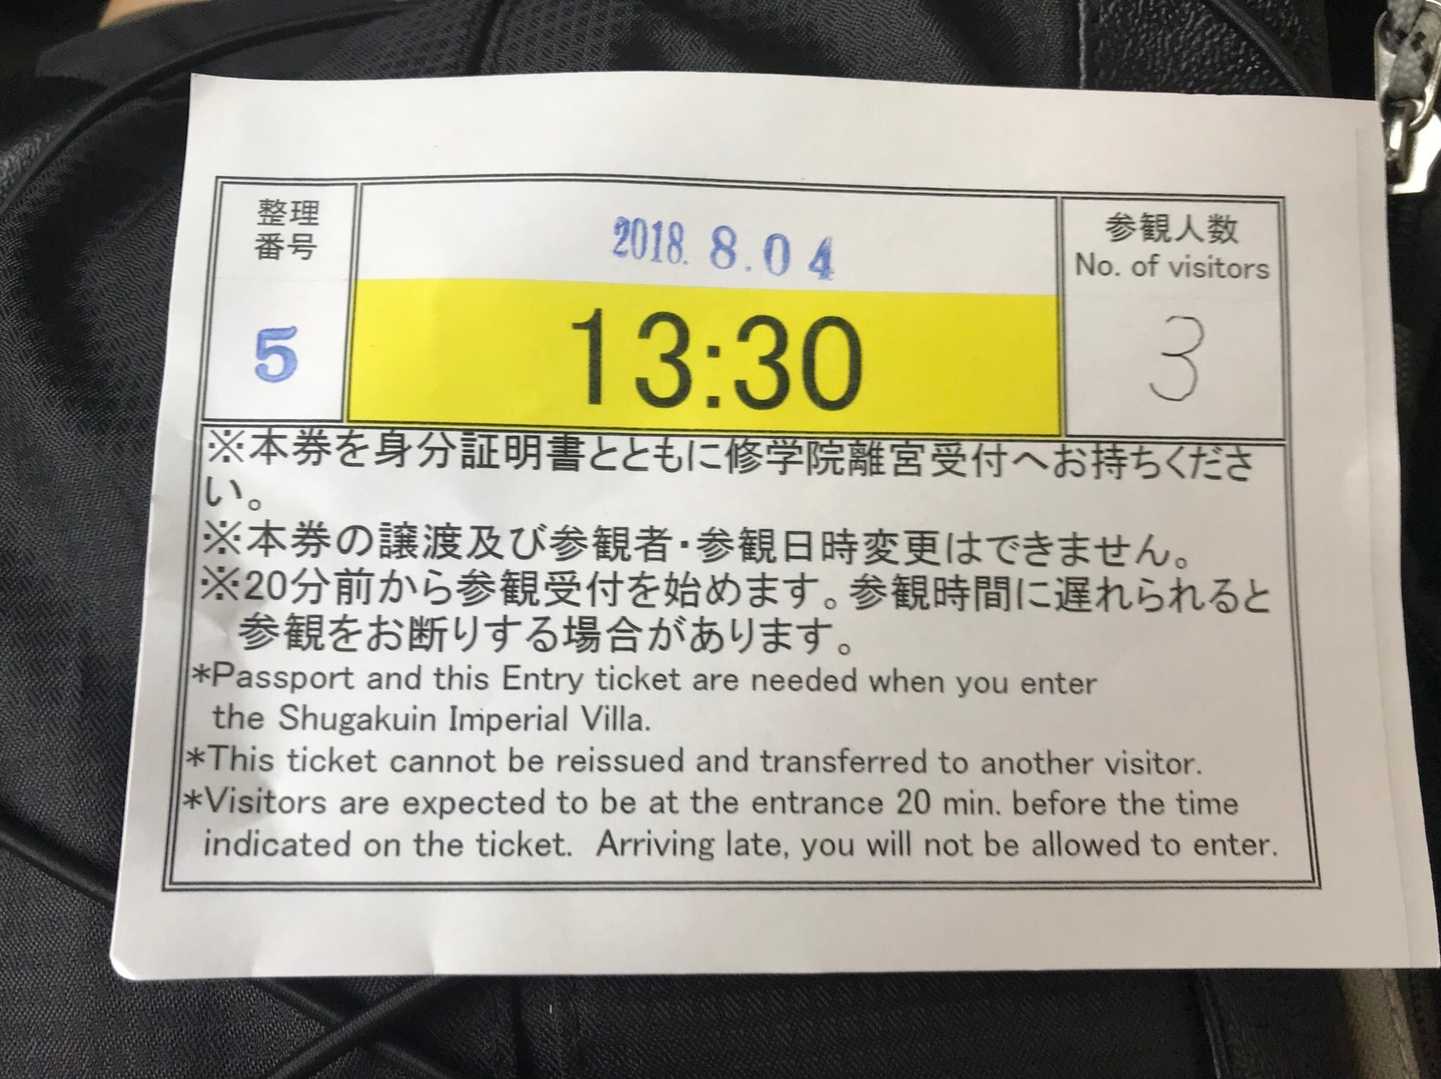 整理
番号
5
2018. 8. 04
13:30
参観人数
No. of visitors
3
※本券を身分証明書とともに修学院離宮受付へお持ちくださ
い。
※本券の譲渡及び参観者・参観日時変更はできません。
※20分前から参観受付を始めます。参観時間に遅れられると
参観をお断りする場合があります。
*Passport and this Entry ticket are needed when you enter
the Shugakuin Imperial Villa.
*This ticket cannot be reissued and transferred to another visitor.
*Visitors are expected to be at the entrance 20 min. before the time
indicated on the ticket. Arriving late, you will not be allowed to enter.